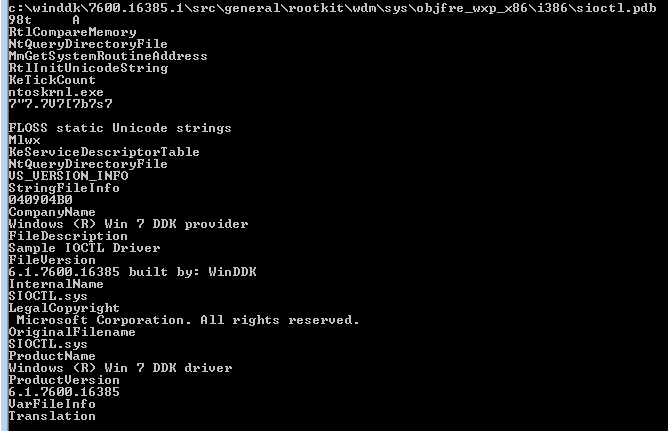 c:\winddk\7600.16385.1\src\general\rootkit\wdm\sys\objfre_wxp_x86\i386\sioctl.pdb
98t     A
RtlCompareMemory
NtQueryDirectoryFile
MmGetSystemRoutineAddress
RtlInitUnicodeString
KeTickCount
ntoskrnl.exe
7"7.7V7[7b7s7
FLOSS static Unicode strings
Mlwx
KeServiceDescriptorTable
NtQueryDirectoryFile
VS_VERSION_INFO
StringFileInfo
040904B0
CompanyName
Windows (R) Win 7 DDK provider
FileDescription
Sample IOCTL Driver
FileVersion
6.1.7600.16385 built by: WinDDK
InternalName
SIOCTL.sys
LegalCopyright
 Microsoft Corporation. All rights reserved.
OriginalFilename
SIOCTL.sys
ProductName
Windows (R) Win 7 DDK driver
ProductVersion
6.1.7600.16385
VarFileInfo
Translation